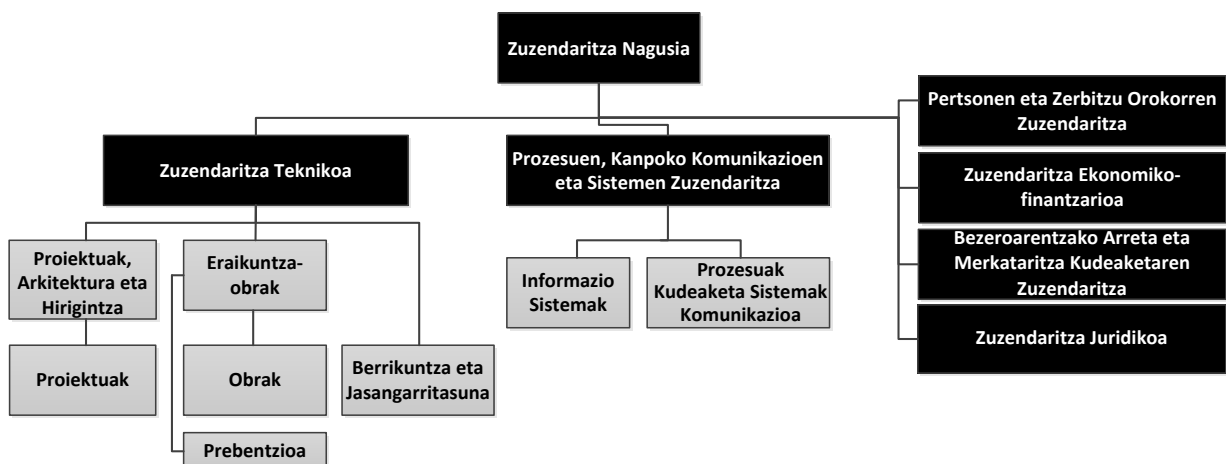 Zuzendaritza Nagusia
Pertsonen eta Zerbitzu Orokorren
Zuzendaritza
Zuzendaritza Teknikoa
Prozesuen, Kanpoko Komunikazioen
eta Sistemen Zuzendaritza
Zuzendaritza Ekonomiko-
finantzarioa
Bezeroarentzako Arreta eta
Merkataritza Kudeaketaren
Zuzendaritza
Zuzendaritza Juridikoa
Proiektuak,
Arkitektura eta
Hirigintza
Eraikuntza-
obrak
Informazio
Sistemak
Prozesuak
Kudeaketa Sistemak
Komunikazioa
Proiektuak
Obrak
Berrikuntza eta
Jasangarritasuna
Prebentzioa